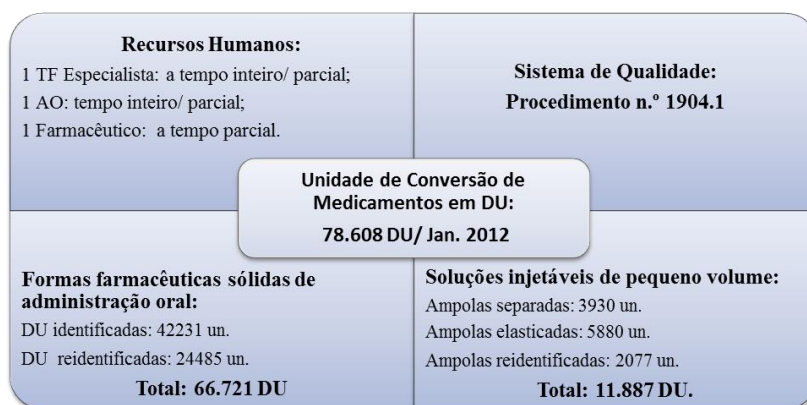 Recursos Humanos:
1 TF Especialista: a tempo inteiro/ parcial;
1 AO: tempo inteiro/ parcial;
1 Farmacêutico: a tempo parcial.
Sistema de Qualidade:
Procedimento n.º 1904.1
Unidade de Conversão de
Medicamentos em DU:
78.608 DU/ Jan. 2012
Formas farmacêuticas sólidas de
administração oral:
DU identificadas: 42231 un.
DU reidentificadas: 24485 un.
Total: 66.721 DU
Soluções injetáveis de pequeno volume:
Ampolas separadas: 3930 un.
Ampolas elasticadas: 5880 un.
Ampolas reidentificadas: 2077 un.
Total: 11.887 DU.